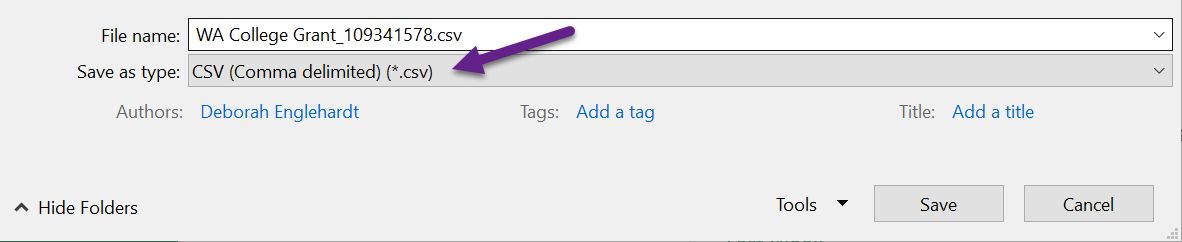 File name: WA College Grant_109341578.csv
Save as type: CSV (Comma delimited) (*.csv)
Authors: Deborah Englehardt Tags: Add a tag Title: Add a title
Hide Folders Tools Save Cancel